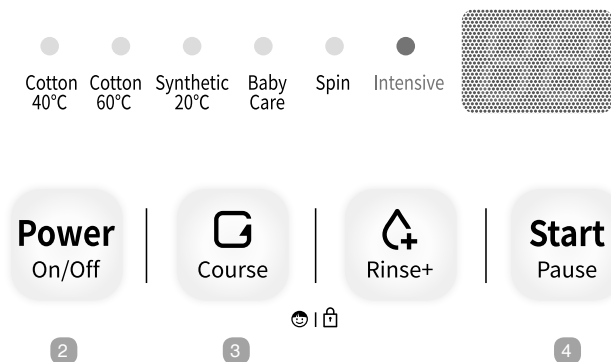 Cotton 40°C
Cotton 60°C
Synthetic 20°C
Baby Care
Spin
Intensive
Power
On/Off
Course
Rinse+
Start
Pause
2
3
4